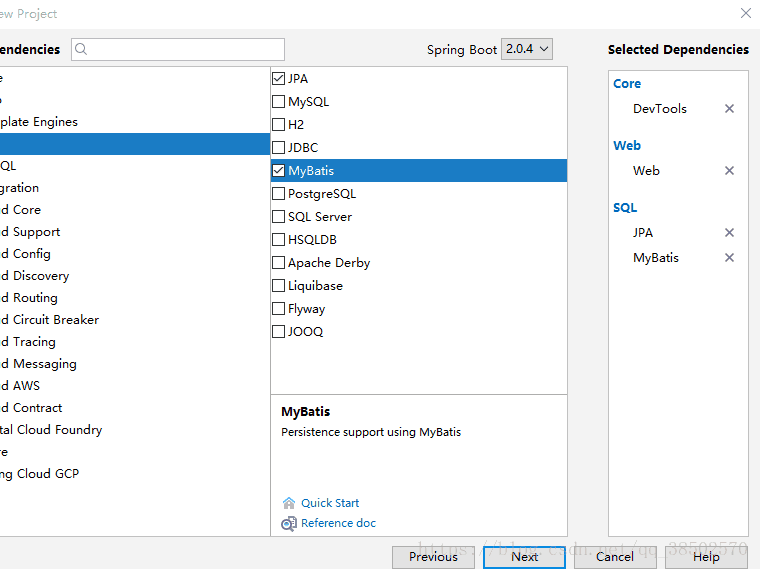 ew Project
endencies
Spring Boot 2.0.4
Selected Dependencies
e
plate Engines
QL
gration
d Core
d Support
d Config
d Discovery
d Routing
d Circuit Breaker
d Tracing
d Messaging
d AWS
d Contract
tal Cloud Foundry
re
ng Cloud GCP
JPA
MySQL
H2
JDBC
MyBatis
PostgreSQL
SQL Server
HSQLDB
Apache Derby
Liquibase
Flyway
JOOQ
MyBatis
Persistence support using MyBatis
Quick Start
Reference doc
Core
DevTools
Web
Web
SQL
JPA
MyBatis
Previous
Next
Cancel
Help
https://blog.csdn.net/qq_38502570